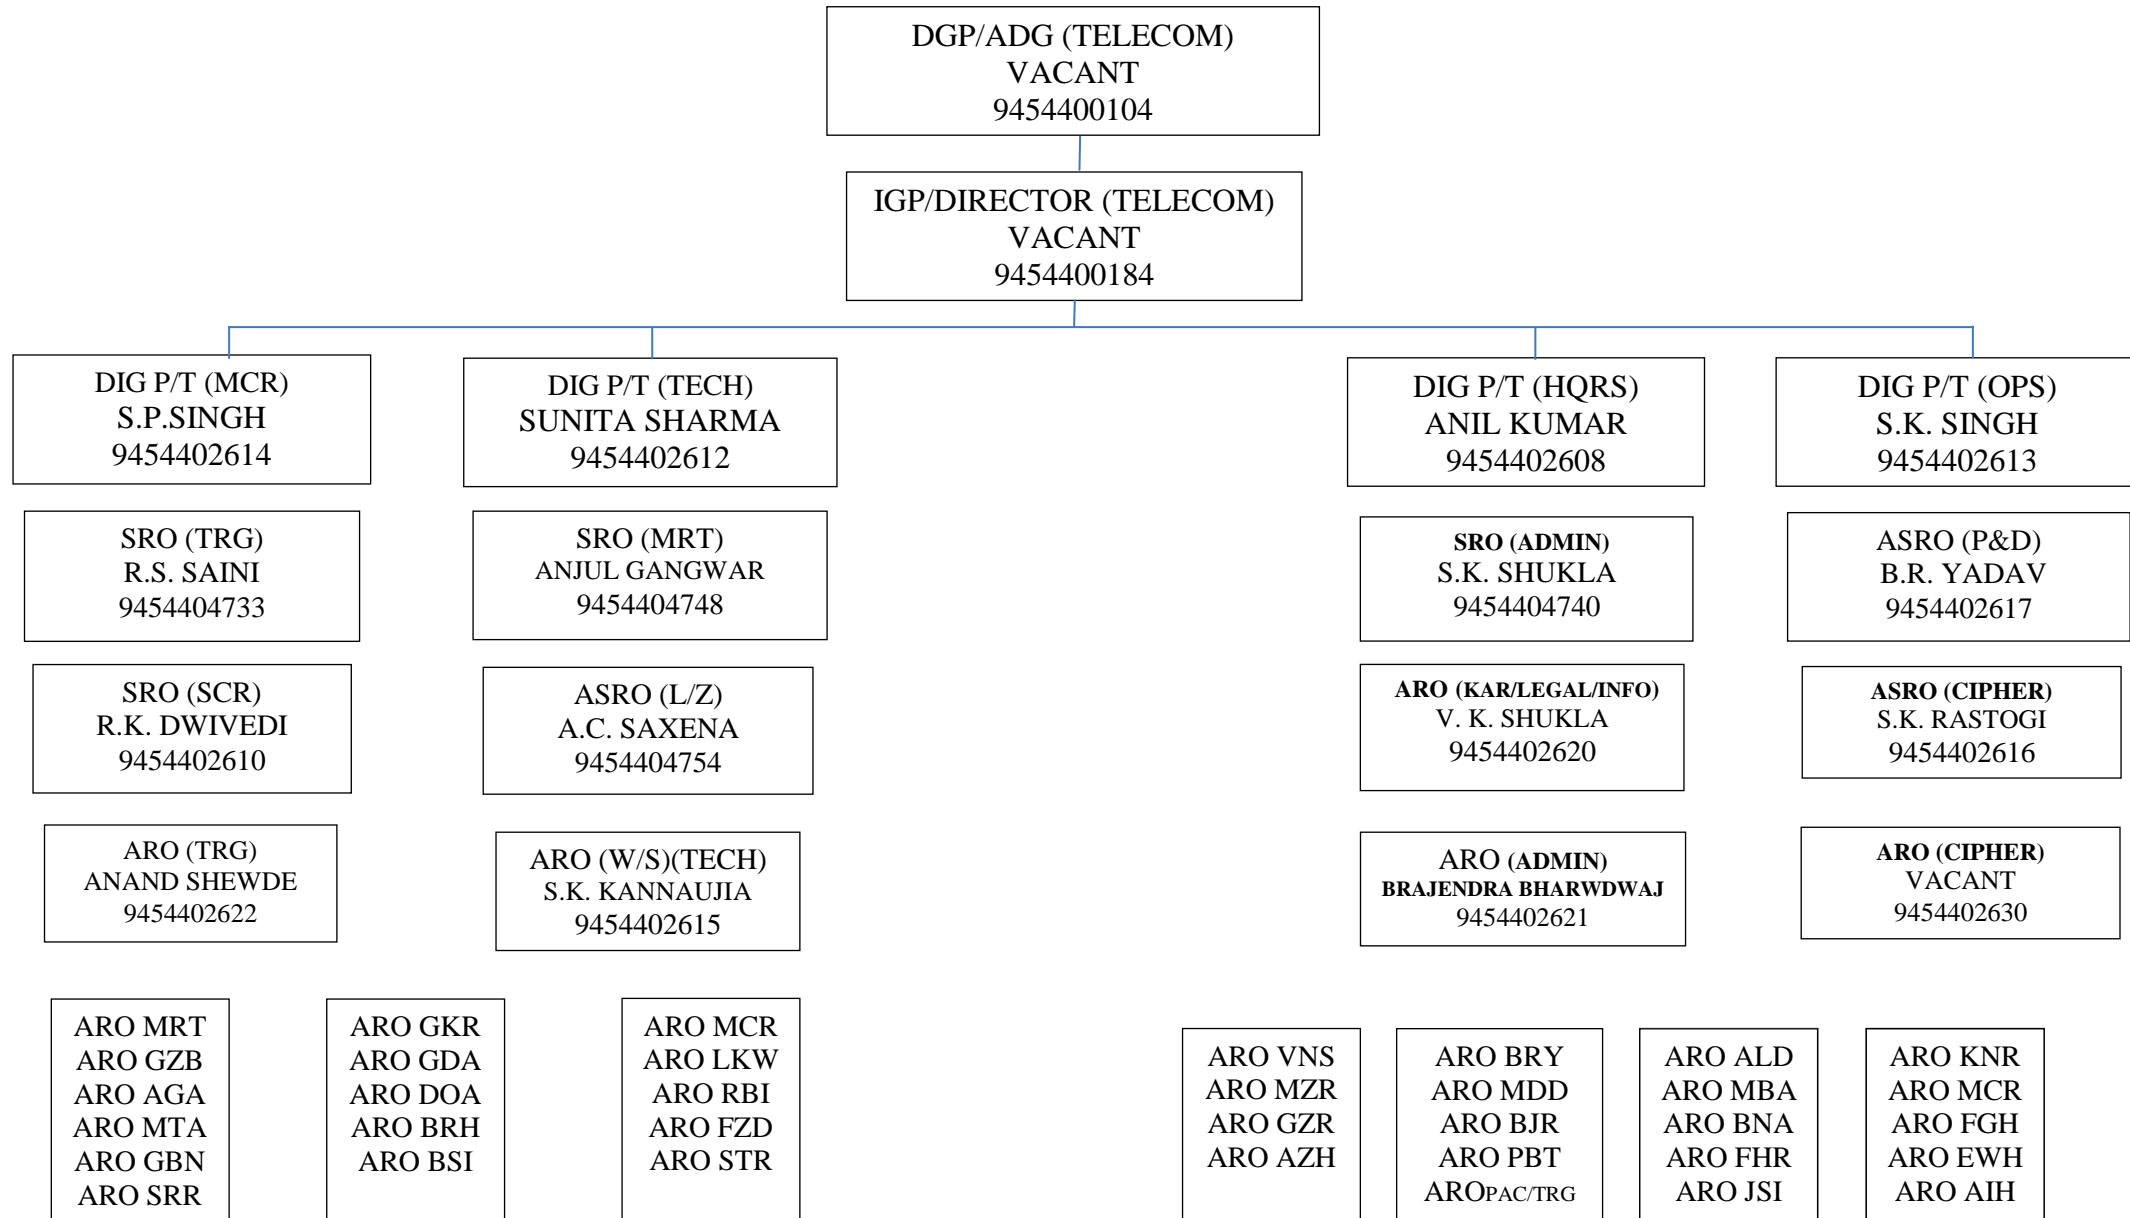 DGP/ADG (TELECOM)
VACANT
9454400104
IGP/DIRECTOR (TELECOM)
VACANT
9454400184
DIG P/T (MCR)
S.P.SINGH
9454402614
DIG P/T (TECH)
SUNITA SHARMA
9454402612
DIG P/T (HQRS)
ANIL KUMAR
9454402608
DIG P/T (OPS)
S.K. SINGH
9454402613
SRO (TRG)
R.S. SAINI
9454404733
SRO (MRT)
ANJUL GANGWAR
9454404748
SRO (ADMIN)
S.K. SHUKLA
9454404740
ASRO (P&D)
B.R. YADAV
9454402617
SRO (SCR)
R.K. DWIVEDI
9454402610
ASRO (L/Z)
A.C. SAXENA
9454404754
ARO (KAR/LEGAL/INFO)
V. K. SHUKLA
9454402620
ASRO (CIPHER)
S.K. RASTOGI
9454402616
ARO (TRG)
ANAND SHEWDE
9454402622
ARO (W/S)(TECH)
S.K. KANNAUJIA
9454402615
ARO (ADMIN)
BRAJENDRA BHARWDWAJ
9454402621
ARO (CIPHER)
VACANT
9454402630
ARO MRT
ARO GZB
ARO AGA
ARO MTA
ARO GBN
ARO SRR
ARO GKR
ARO GDA
ARO DOA
ARO BRH
ARO BSI
ARO MCR
ARO LKW
ARO RBI
ARO FZD
ARO STR
ARO VNS
ARO MZR
ARO GZR
ARO AZH
ARO BRY
ARO MDD
ARO BJR
ARO PBT
AROPAC/TRG
ARO ALD
ARO MBA
ARO BNA
ARO FHR
ARO JSI
ARO KNR
ARO MCR
ARO FGH
ARO EWH
ARO AIH